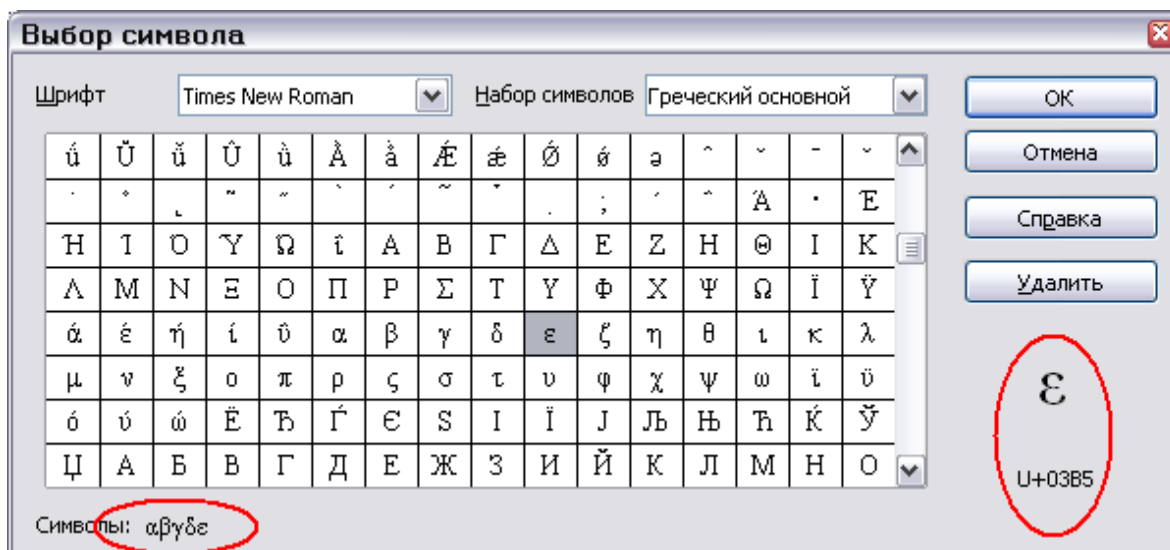 Выбор символа
Шрифт Times New Roman Набор символов Греческий основной OK
Отмена
Справка
Удалить
ǘ Ǚ ǚ Ǜ ǜ Ǻ ǻ Ǽ ǽ Ǿ ǿ ə ˆ ˇ ˉ ˘
˙ ˚ ˛ ˜ ˝ ̀ ́ ̃ ̉ ̣ ; ΄ ΅ Ά · Έ
Ή Ί Ό Ύ Ώ ΐ Α Β Γ Δ Ε Ζ Η Θ Ι Κ
Λ Μ Ν Ξ Ο Π Ρ Σ Τ Υ Φ Χ Ψ Ω Ϊ Ϋ
ά έ ή ί ΰ α β γ δ ε ζ η θ ι κ λ
μ ν ξ ο π ρ ς σ τ υ φ χ ψ ω ϊ ϋ
ό ύ ώ Ё Ђ Ѓ Є Ѕ І Ї Ј Љ Њ Ћ Ќ Ў
Џ А Б В Г Д Е Ж З И Й К Л М Н О
ε
U+03B5
Символы: αβγδε